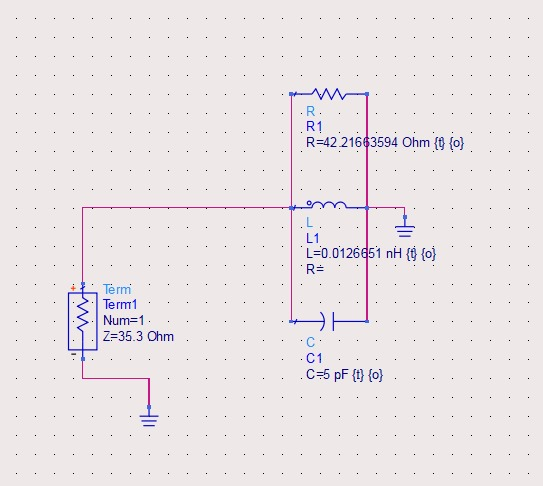 R
R1
R=42.21663594 Ohm {t} {o}
L
L1
L=0.0126651 nH {t} {o}
R=
+
Term
Term1
Num=1
Z=35.3 Ohm
-
C
C1
C=5 pF {t} {o}